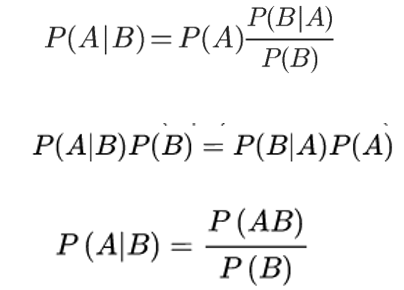 P(A|B)=P(A)P(B|A)/P(B)
P(A|B)P(B) = P(B|A)P(A)
P(A|B) = P(AB)/P(B)